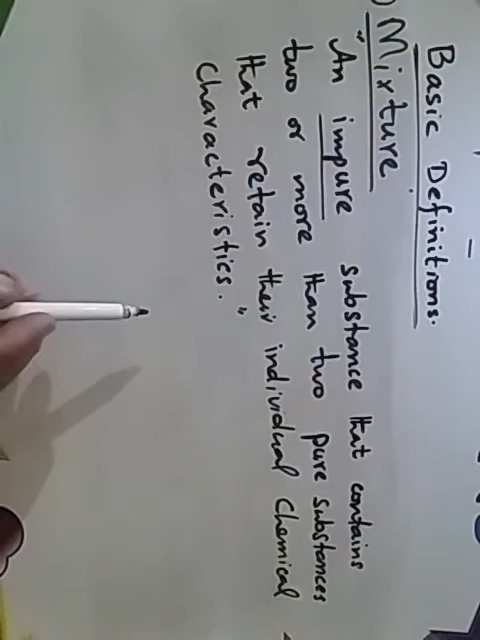 Basic Definitions.
Mixture
"An impure substance that contains
two or more than two pure substances
that retain their individual Chemical
Characteristics."